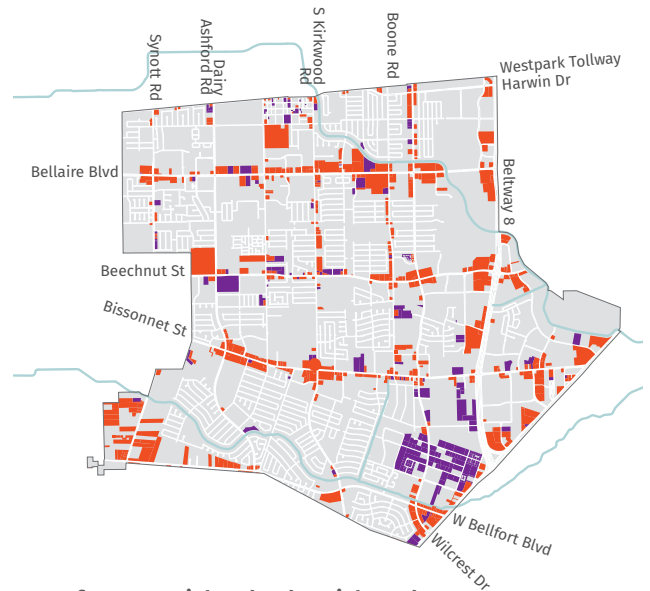 Synott Rd
Dairy
Ashford Rd
S Kirkwood
Rd
Boone Rd
Westpark Tollway
Harwin Dr
Bellaire Blvd
Beltway 8
Beechnut St
Bissonnet St
W Bellfort Blvd
Wilcrest Dr